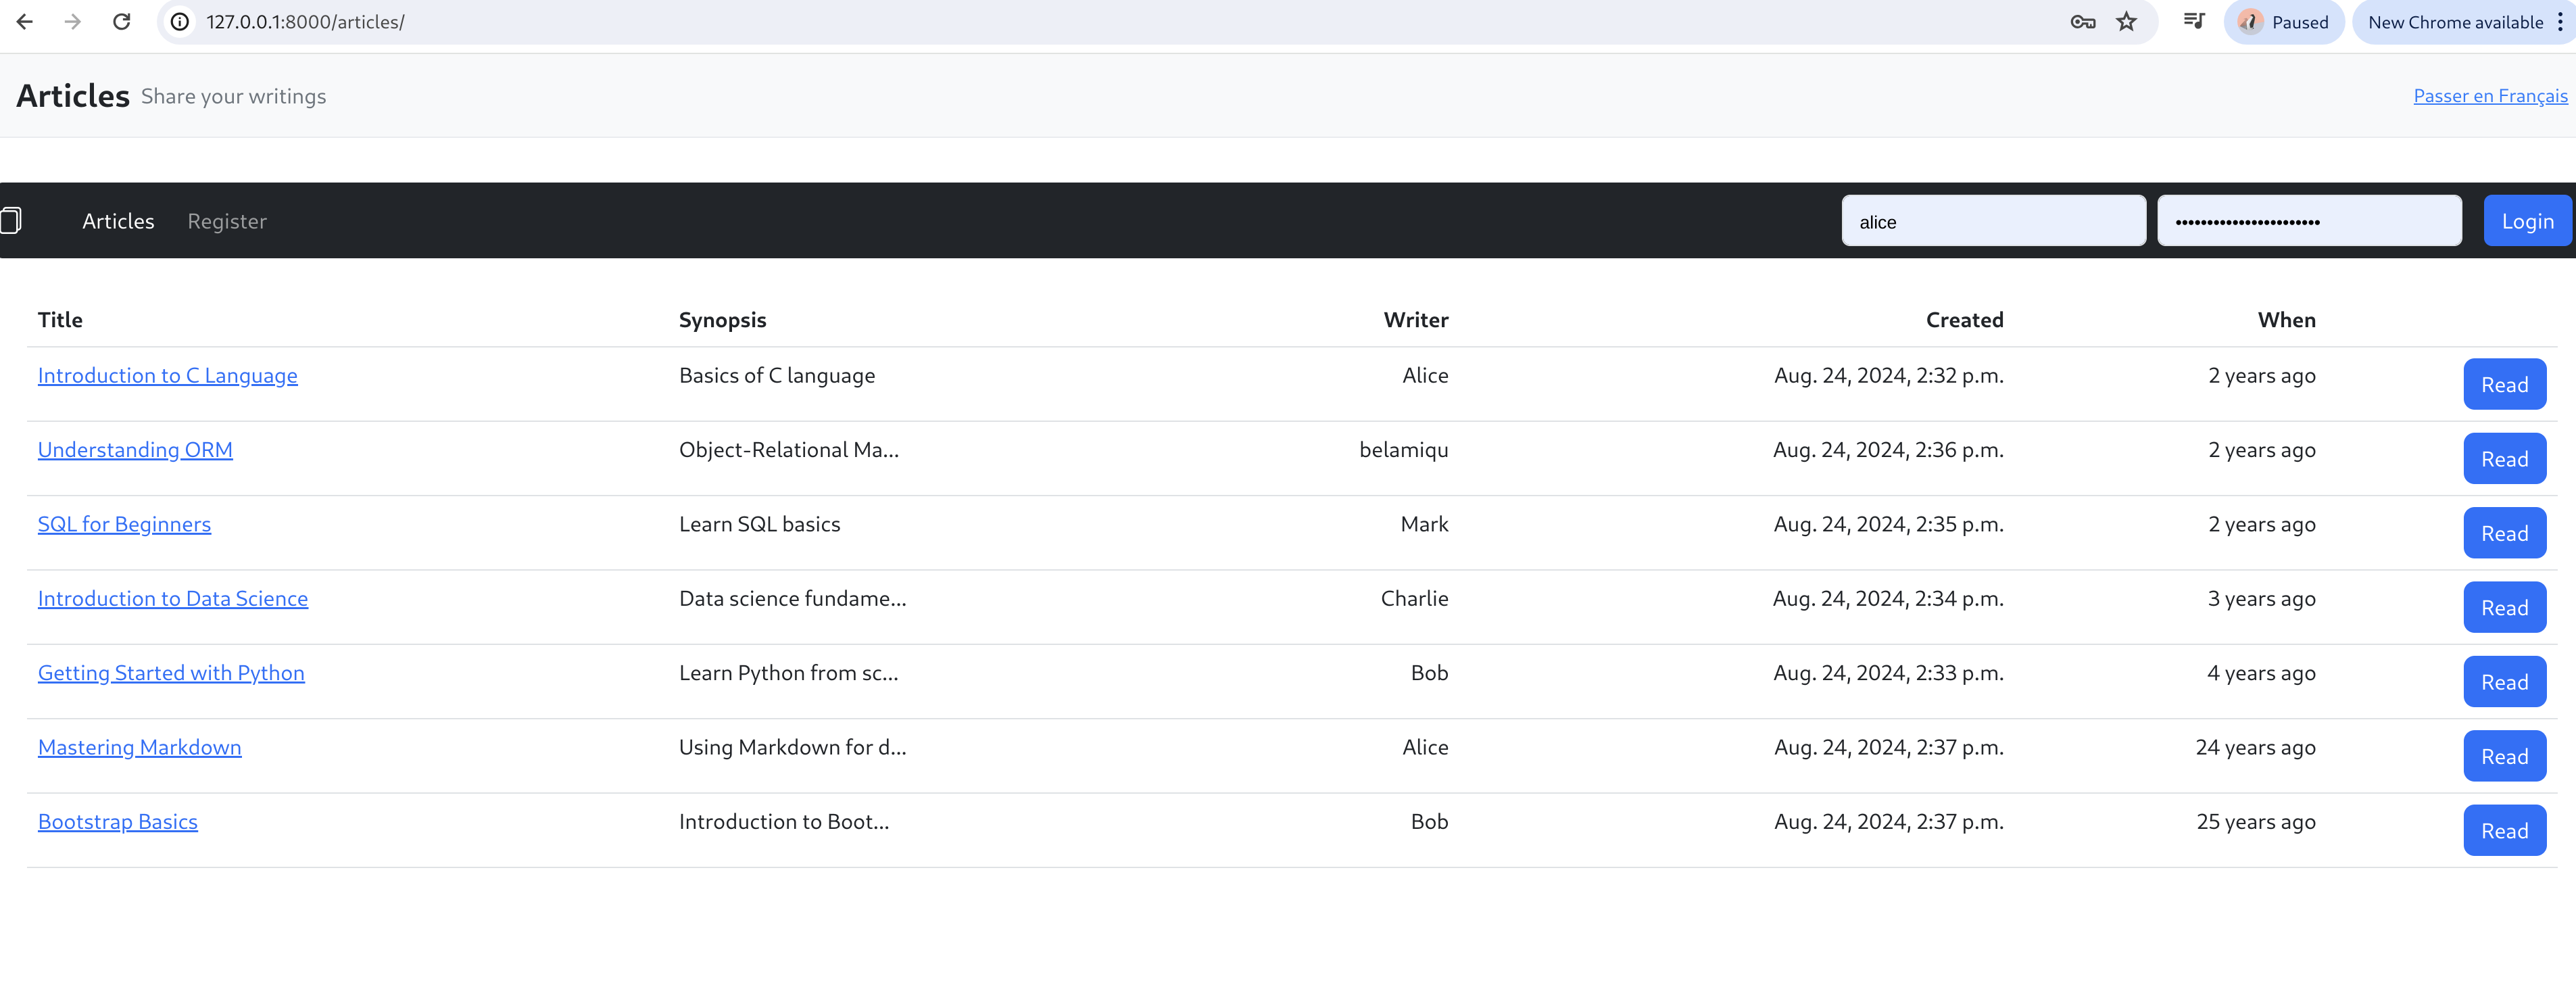 127.0.0.1:8000/articles/ Paused New Chrome available
Articles Share your writings Passer en Français
Articles Register alice Login
Title Synopsis Writer Created When
Introduction to C Language Basics of C language Alice Aug. 24, 2024, 2:32 p.m. 2 years ago Read
Understanding ORM Object-Relational Ma... belamiqu Aug. 24, 2024, 2:36 p.m. 2 years ago Read
SQL for Beginners Learn SQL basics Mark Aug. 24, 2024, 2:35 p.m. 2 years ago Read
Introduction to Data Science Data science fundame... Charlie Aug. 24, 2024, 2:34 p.m. 3 years ago Read
Getting Started with Python Learn Python from sc... Bob Aug. 24, 2024, 2:33 p.m. 4 years ago Read
Mastering Markdown Using Markdown for d... Alice Aug. 24, 2024, 2:37 p.m. 24 years ago Read
Bootstrap Basics Introduction to Boot... Bob Aug. 24, 2024, 2:37 p.m. 25 years ago Read